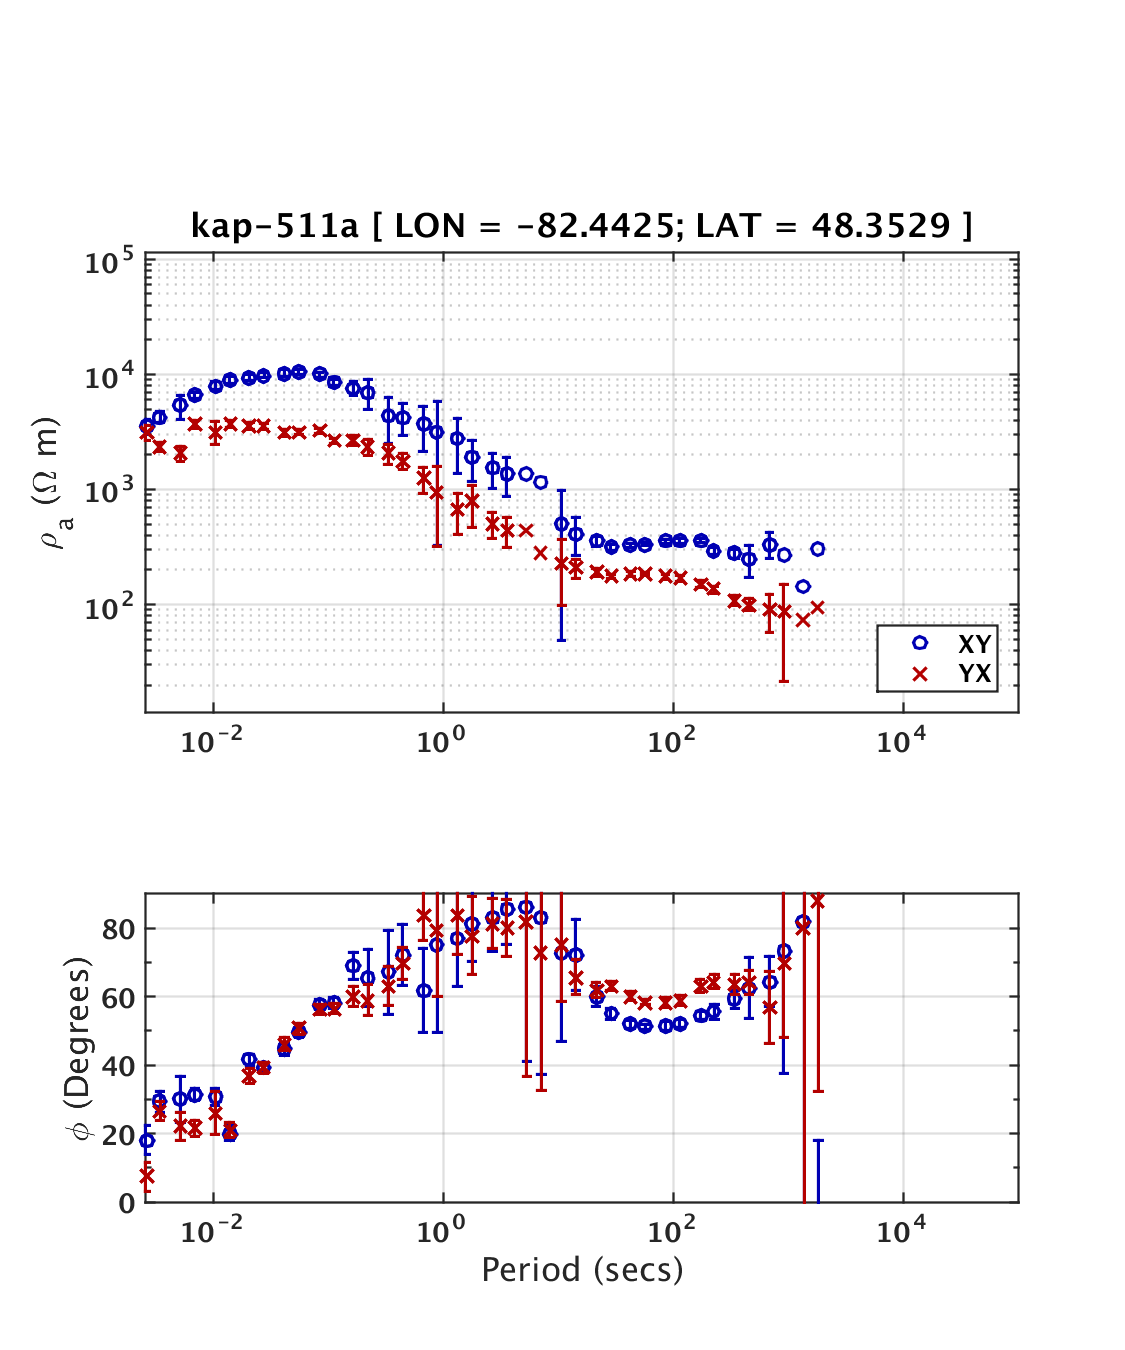 kap-511a [ LON = -82.4425; LAT = 48.3529 ]
10^5
10^4
10^3
10^2
ρ_a (Ω m)
XY
YX
10^-2 10^0 10^2 10^4
80
60
40
20
0
ϕ (Degrees)
10^-2 10^0 10^2 10^4
Period (secs)